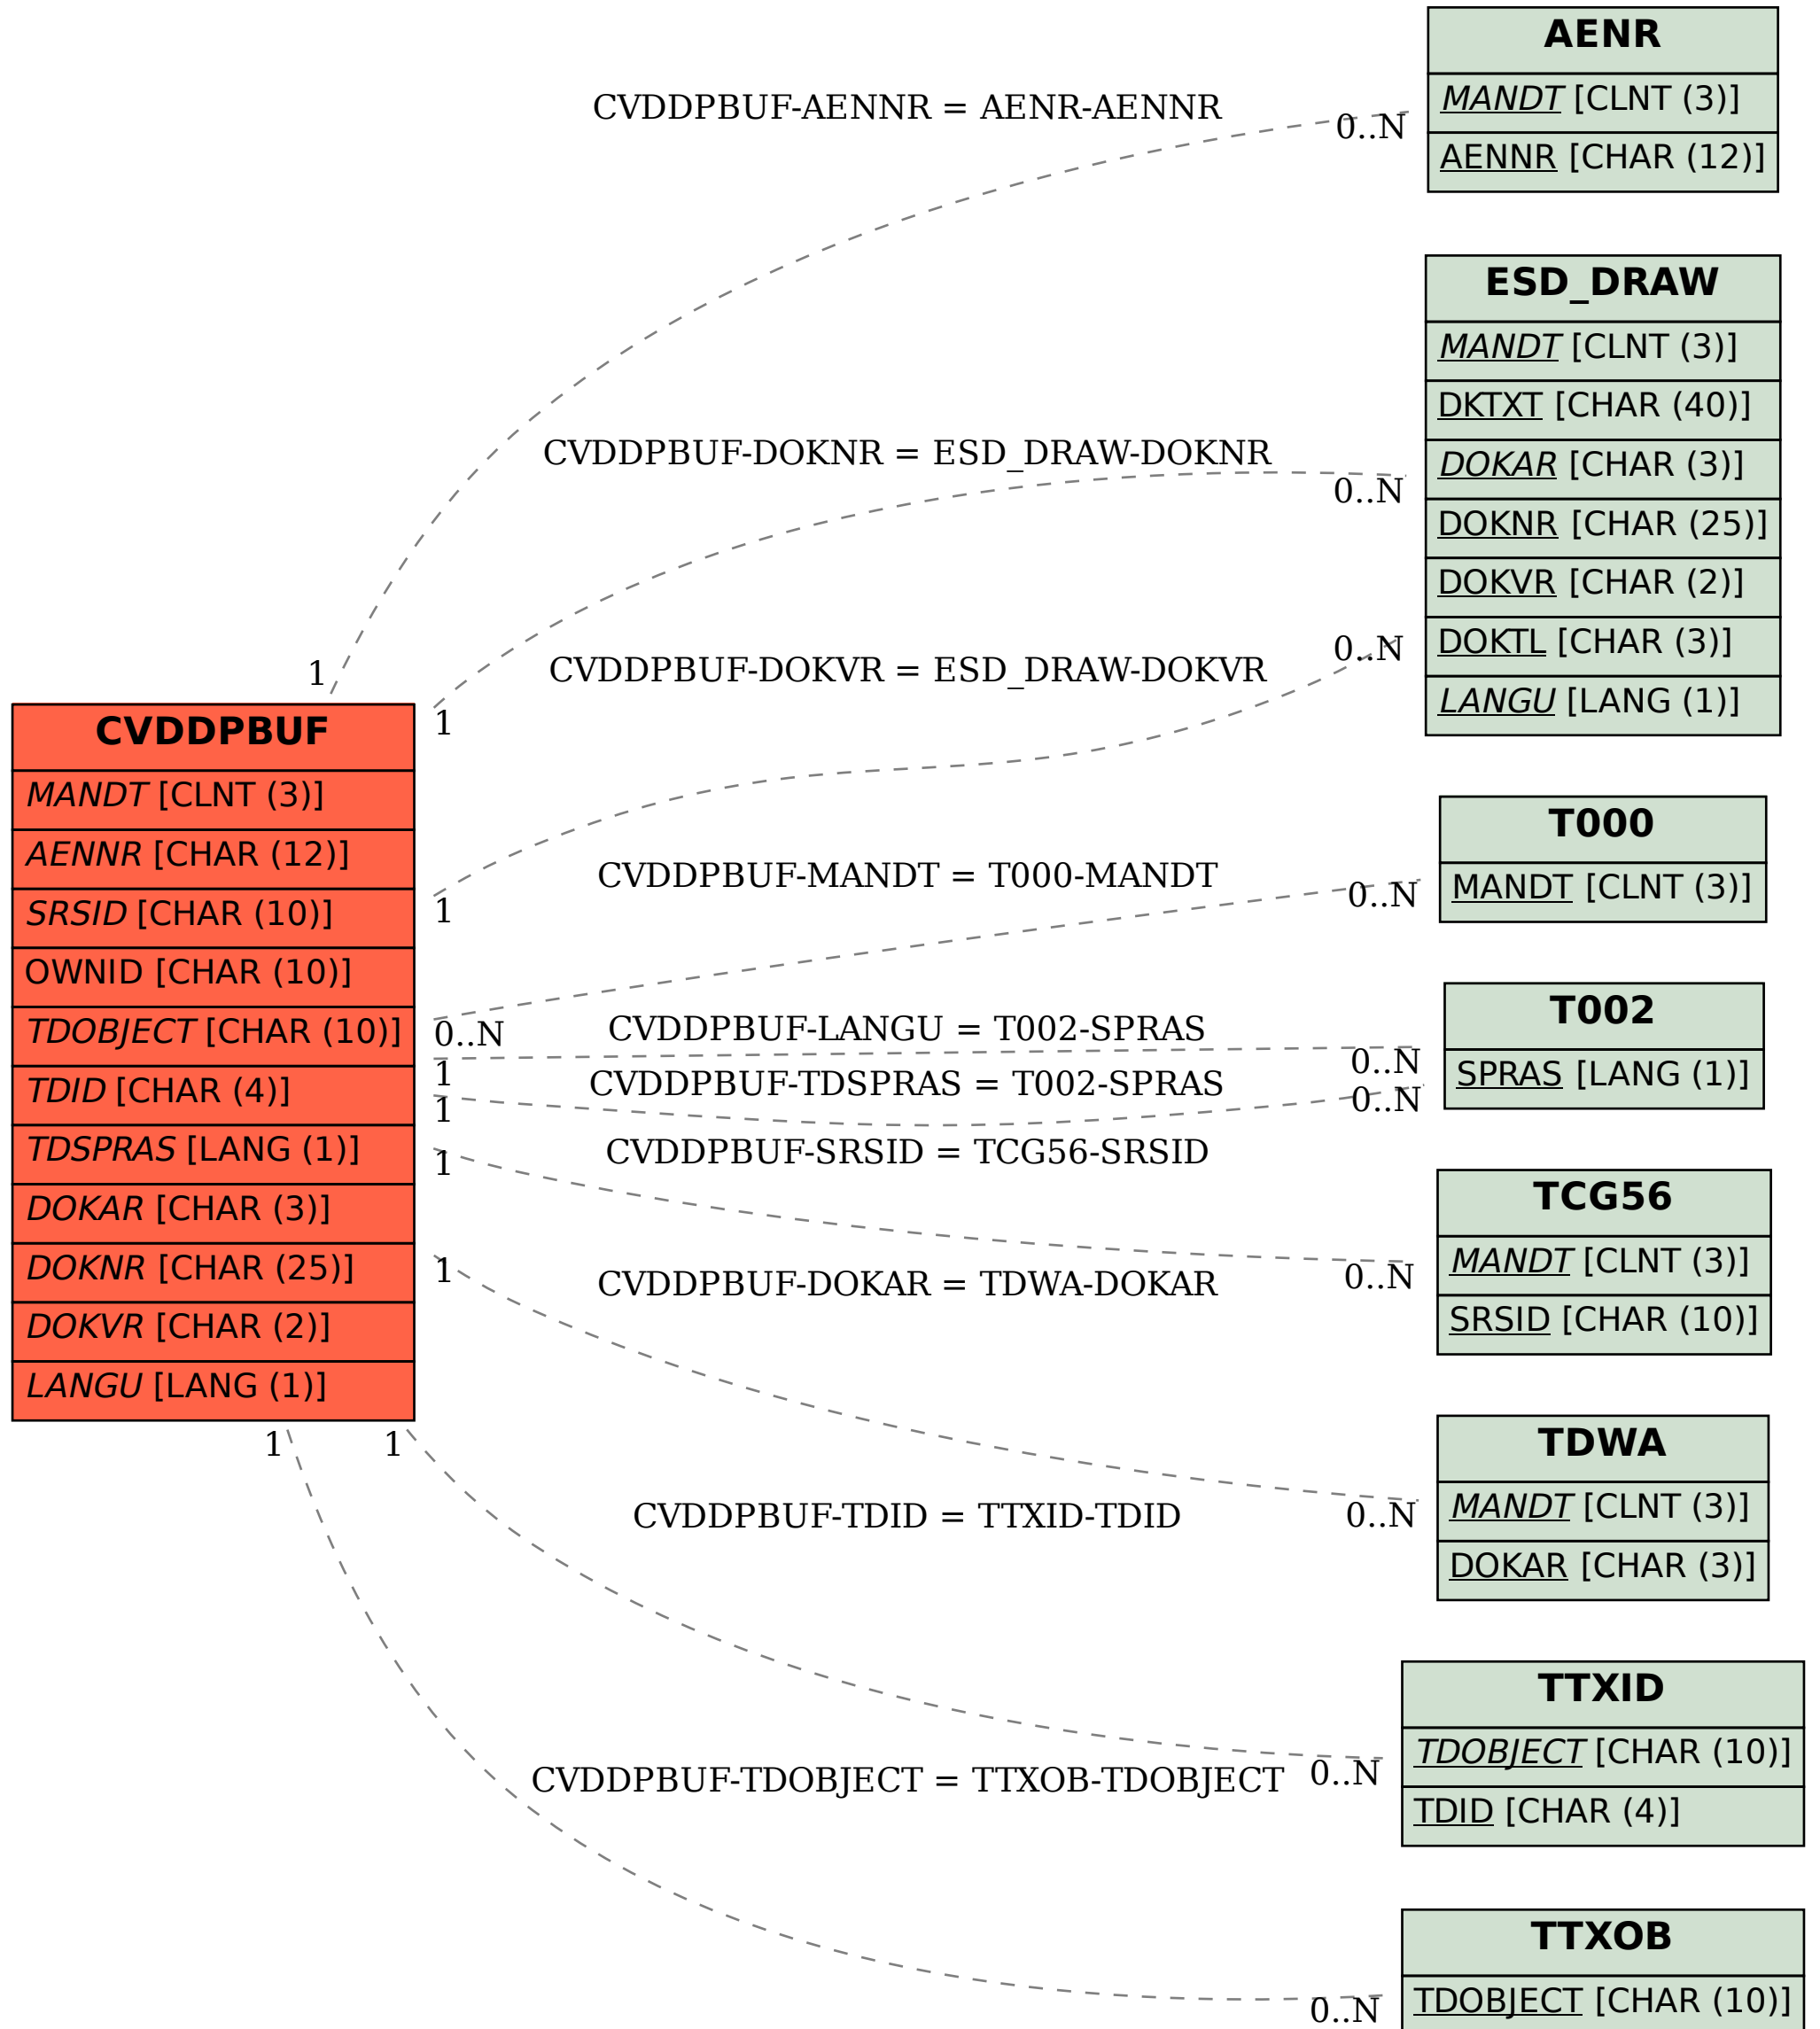 AENR
MANDT [CLNT (3)]
AENNR [CHAR (12)]
CVDDPBUF-AENNR = AENR-AENNR
0..N
1
ESD_DRAW
MANDT [CLNT (3)]
DKTXT [CHAR (40)]
DOKAR [CHAR (3)]
DOKNR [CHAR (25)]
DOKVR [CHAR (2)]
DOKTL [CHAR (3)]
LANGU [LANG (1)]
CVDDPBUF-DOKNR = ESD_DRAW-DOKNR
0..N
1
CVDDPBUF-DOKVR = ESD_DRAW-DOKVR
0..N
1
CVDDPBUF
MANDT [CLNT (3)]
AENNR [CHAR (12)]
SRSID [CHAR (10)]
OWNID [CHAR (10)]
TDOBJECT [CHAR (10)]
TDID [CHAR (4)]
TDSPRAS [LANG (1)]
DOKAR [CHAR (3)]
DOKNR [CHAR (25)]
DOKVR [CHAR (2)]
LANGU [LANG (1)]
T000
MANDT [CLNT (3)]
CVDDPBUF-MANDT = T000-MANDT
0..N
0..N
T002
SPRAS [LANG (1)]
CVDDPBUF-LANGU = T002-SPRAS
0..N
1
CVDDPBUF-TDSPRAS = T002-SPRAS
0..N
1
CVDDPBUF-SRSID = TCG56-SRSID
1
TCG56
MANDT [CLNT (3)]
SRSID [CHAR (10)]
0..N
CVDDPBUF-DOKAR = TDWA-DOKAR
1
TDWA
MANDT [CLNT (3)]
DOKAR [CHAR (3)]
0..N
1
1
CVDDPBUF-TDID = TTXID-TDID
TTXID
TDOBJECT [CHAR (10)]
TDID [CHAR (4)]
0..N
CVDDPBUF-TDOBJECT = TTXOB-TDOBJECT
TTXOB
TDOBJECT [CHAR (10)]
0..N